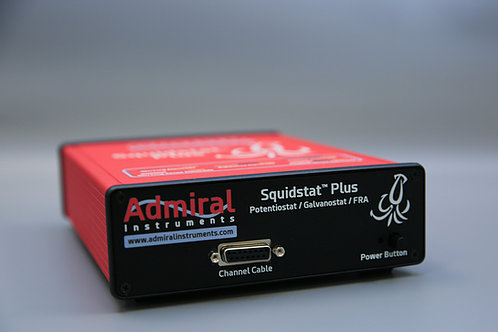 Admiral
Instruments
www.admiralinstruments.com
Squidstat™ Plus
Potentiostat / Galvanostat / FRA
Channel Cable
Power Button